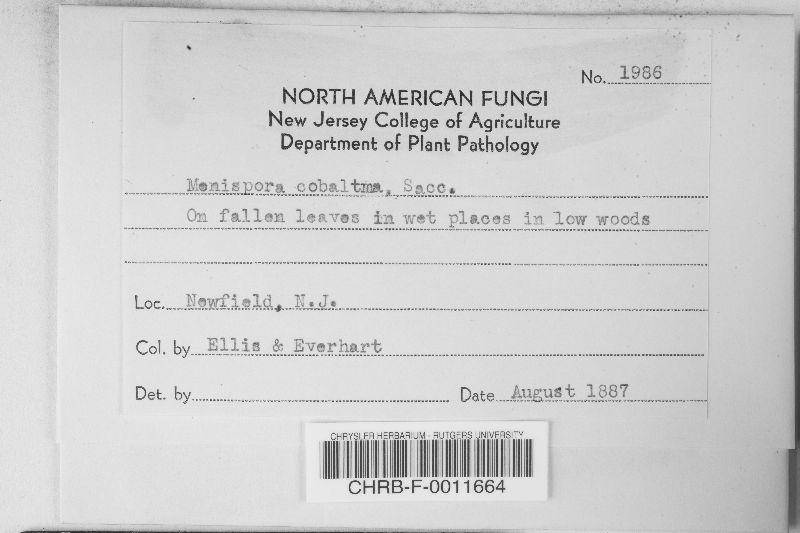 No. 1986
NORTH AMERICAN FUNGI
New Jersey College of Agriculture
Department of Plant Pathology
Menispora cobaltma, Sacc.
On fallen leaves in wet places in low woods
Loc. Newfield, N.J.
Col. by Ellis & Everhart
Det. by Date August 1887
CHRYSLER HERBARIUM - RUTGERS UNIVERSITY
CHRB-F-0011664